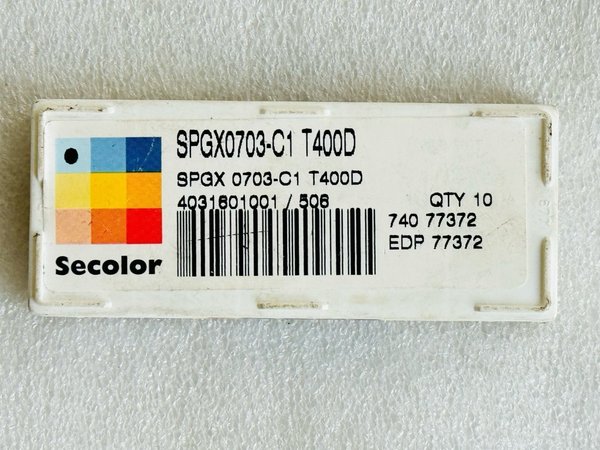 SPGX0703-C1 T400D
SPGX 0703-C1 T400D
4031601001 / 506
QTY 10
740 77372
EDP 77372
Secolor